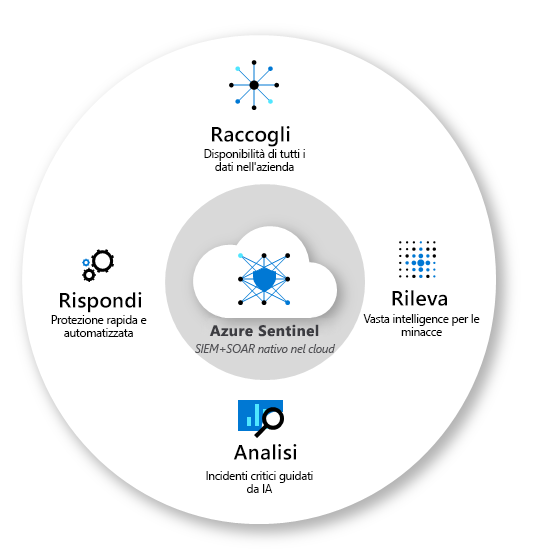 Raccogli
Disponibilità di tutti i
dati nell'azienda
Rispondi
Protezione rapida e
automatizzata
Azure Sentinel
SIEM+SOAR nativo nel cloud
Rileva
Vasta intelligence per le
minacce
Analisi
Incidenti critici guidati
da IA